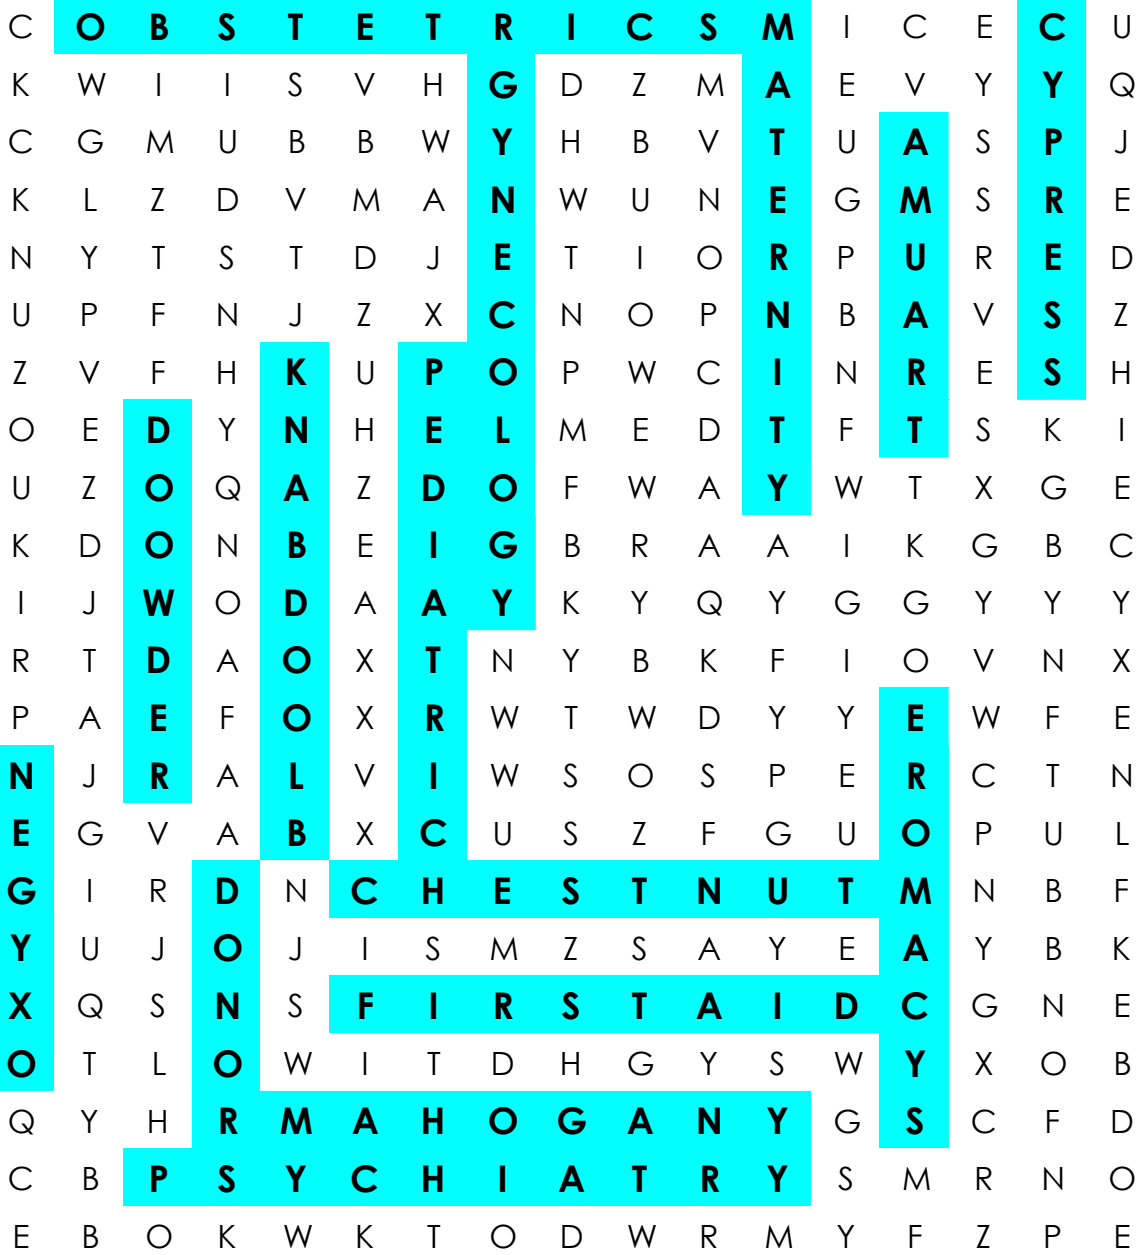 C O B S T E T R I C S M I C E C U
K W I I S V H G D Z M A E V Y Y Q
C G M U B B W Y H B V T U A S P J
K L Z D V M A N W U N E G M S R E
N Y T S T D J E T I O R P U R E D
U P F N J Z X C N O P N B A V S Z
Z V F H K U P O P W C I N R E S H
O E D Y N H E L M E D T F T S K I
U Z O Q A Z D O F W A Y W T X G E
K D O N B E I G B R A A I K G B C
I J W O D A A Y K Y Q Y G G Y Y Y
R T D A O X T N Y B K F I O V N X
P A E F O X R W T W D Y Y E W F E
N J R A L V I W S O S P E R C T N
E G V A B X C U S Z F G U O P U L
G I R D N C H E S T N U T M N B F
Y U J O J I S M Z S A Y E A Y B K
X Q S N S F I R S T A I D C G N E
O T L O W I T D H G Y S W Y X O B
Q Y H R M A H O G A N Y G S C F D
C B P S Y C H I A T R Y S M R N O
E B O K W K T O D W R M Y F Z P E